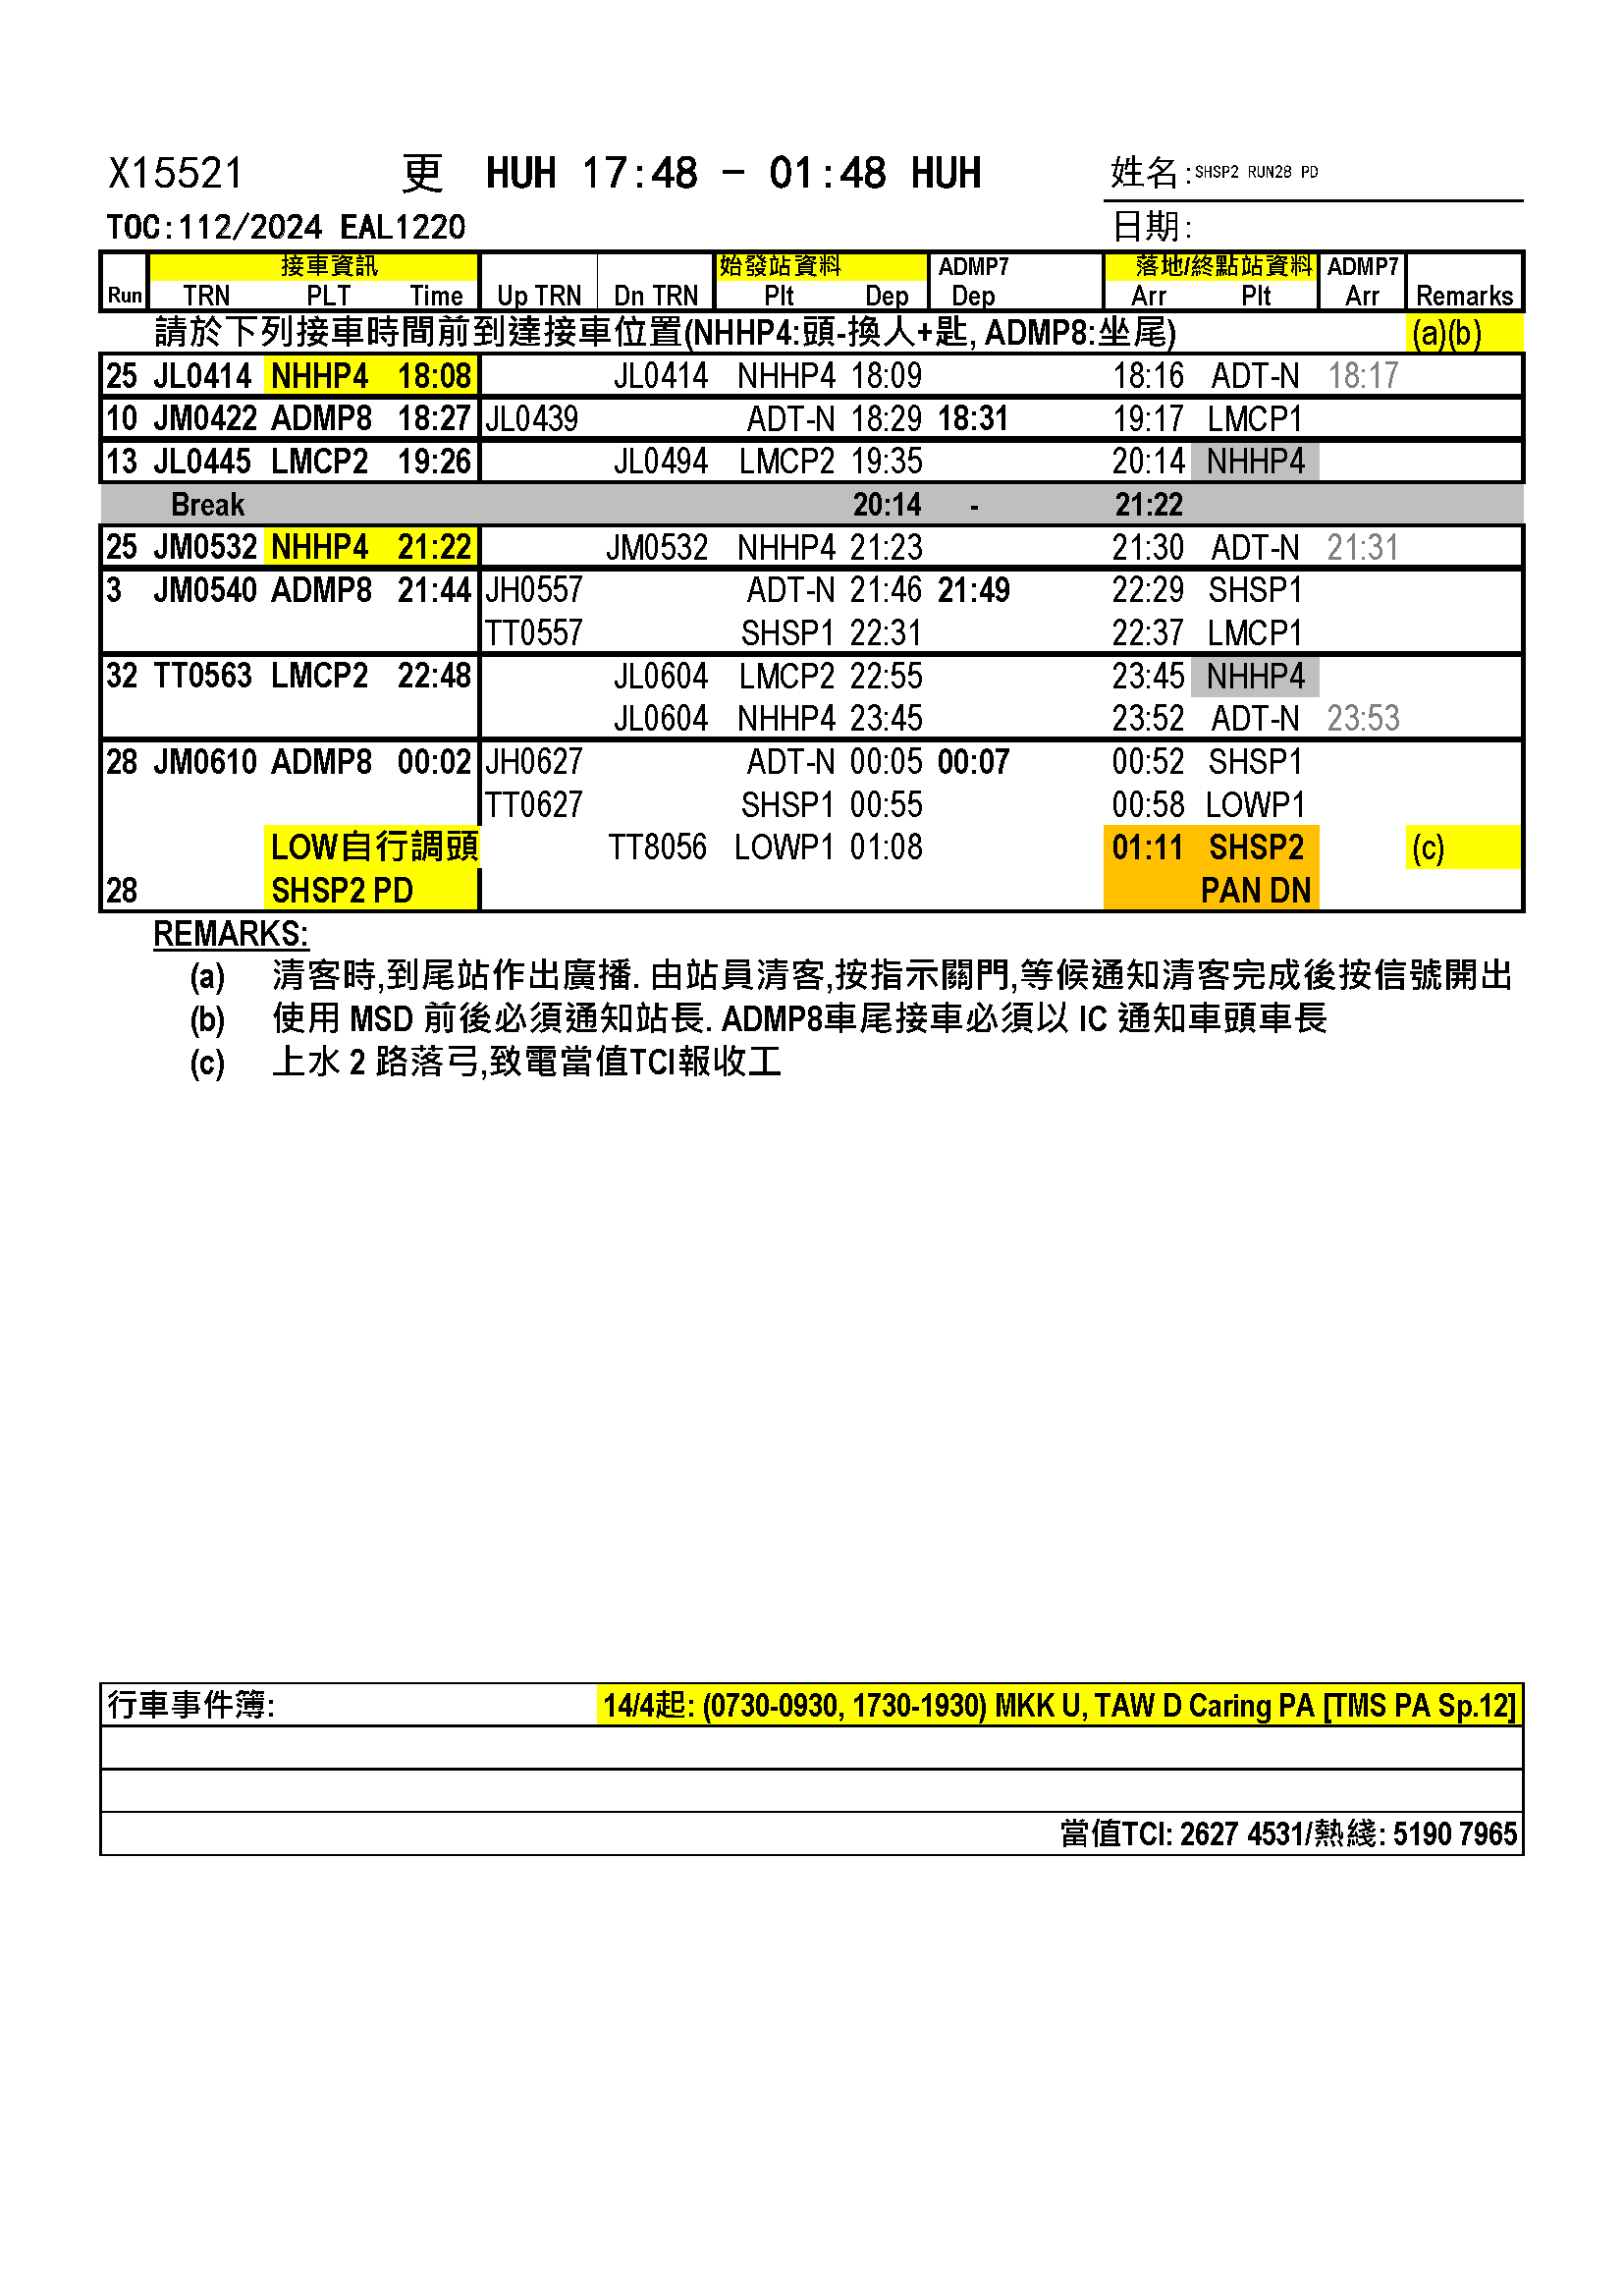 X15521 更 HUH 17:48 - 01:48 HUH 姓名:SHSP2 RUN28 PD
TOC:112/2024 EAL1220 日期:
接車資訊 始發站資料 ADMP7 落地/終點站資料 ADMP7
Run TRN PLT Time Up TRN Dn TRN Plt Dep Dep Arr Plt Arr Remarks
請於下列接車時間前到達接車位置(NHHP4:頭-換人+匙, ADMP8:坐尾) (a)(b)
25 JL0414 NHHP4 18:08 JL0414 NHHP4 18:09 18:16 ADT-N 18:17
10 JM0422 ADMP8 18:27 JL0439 ADT-N 18:29 18:31 19:17 LMCP1
13 JL0445 LMCP2 19:26 JL0494 LMCP2 19:35 20:14 NHHP4
Break 20:14 - 21:22
25 JM0532 NHHP4 21:22 JM0532 NHHP4 21:23 21:30 ADT-N 21:31
3 JM0540 ADMP8 21:44 JH0557 ADT-N 21:46 21:49 22:29 SHSP1
TT0557 SHSP1 22:31 22:37 LMCP1
32 TT0563 LMCP2 22:48 JL0604 LMCP2 22:55 23:45 NHHP4
JL0604 NHHP4 23:45 23:52 ADT-N 23:53
28 JM0610 ADMP8 00:02 JH0627 ADT-N 00:05 00:07 00:52 SHSP1
TT0627 SHSP1 00:55 00:58 LOWP1
LOW自行調頭 TT8056 LOWP1 01:08 01:11 SHSP2 (c)
28 SHSP2 PD PAN DN
REMARKS:
(a) 清客時,到尾站作出廣播. 由站員清客,按指示關門,等候通知清客完成後按信號開出
(b) 使用 MSD 前後必須通知站長. ADMP8車尾接車必須以 IC 通知車頭車長
(c) 上水 2 路落弓,致電當值TCI報收工
行車事件簿: 14/4起: (0730-0930, 1730-1930) MKK U, TAW D Caring PA [TMS PA Sp.12]
當值TCI: 2627 4531/熱綫: 5190 7965